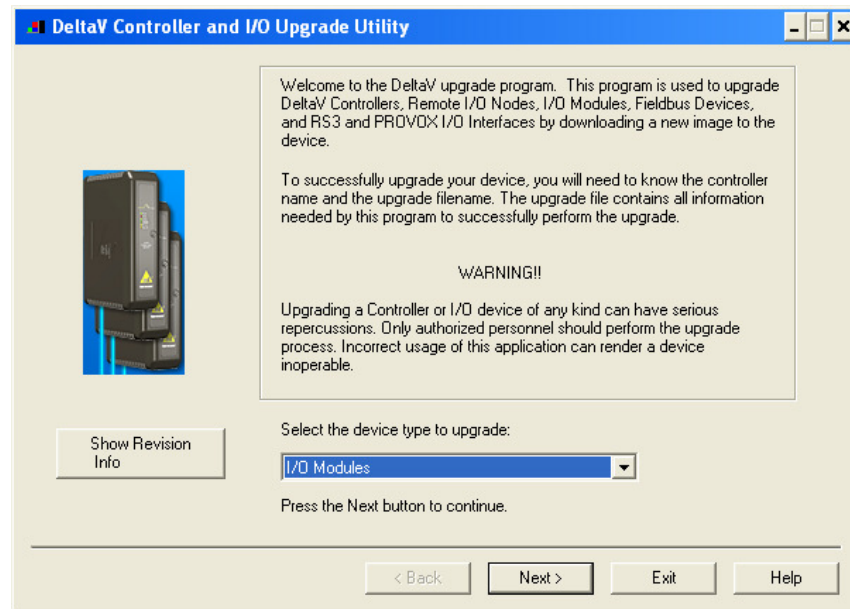 DeltaV Controller and I/O Upgrade Utility
Welcome to the DeltaV upgrade program. This program is used to upgrade
DeltaV Controllers, Remote I/O Nodes, I/O Modules, Fieldbus Devices,
and RS3 and PROVOX I/O Interfaces by downloading a new image to the
device.
To successfully upgrade your device, you will need to know the controller
name and the upgrade filename. The upgrade file contains all information
needed by this program to successfully perform the upgrade.
WARNING!!
Upgrading a Controller or I/O device of any kind can have serious
repercussions. Only authorized personnel should perform the upgrade
process. Incorrect usage of this application can render a device
inoperable.
Show Revision
Info
Select the device type to upgrade:
I/O Modules
Press the Next button to continue.
< Back
Next >
Exit
Help